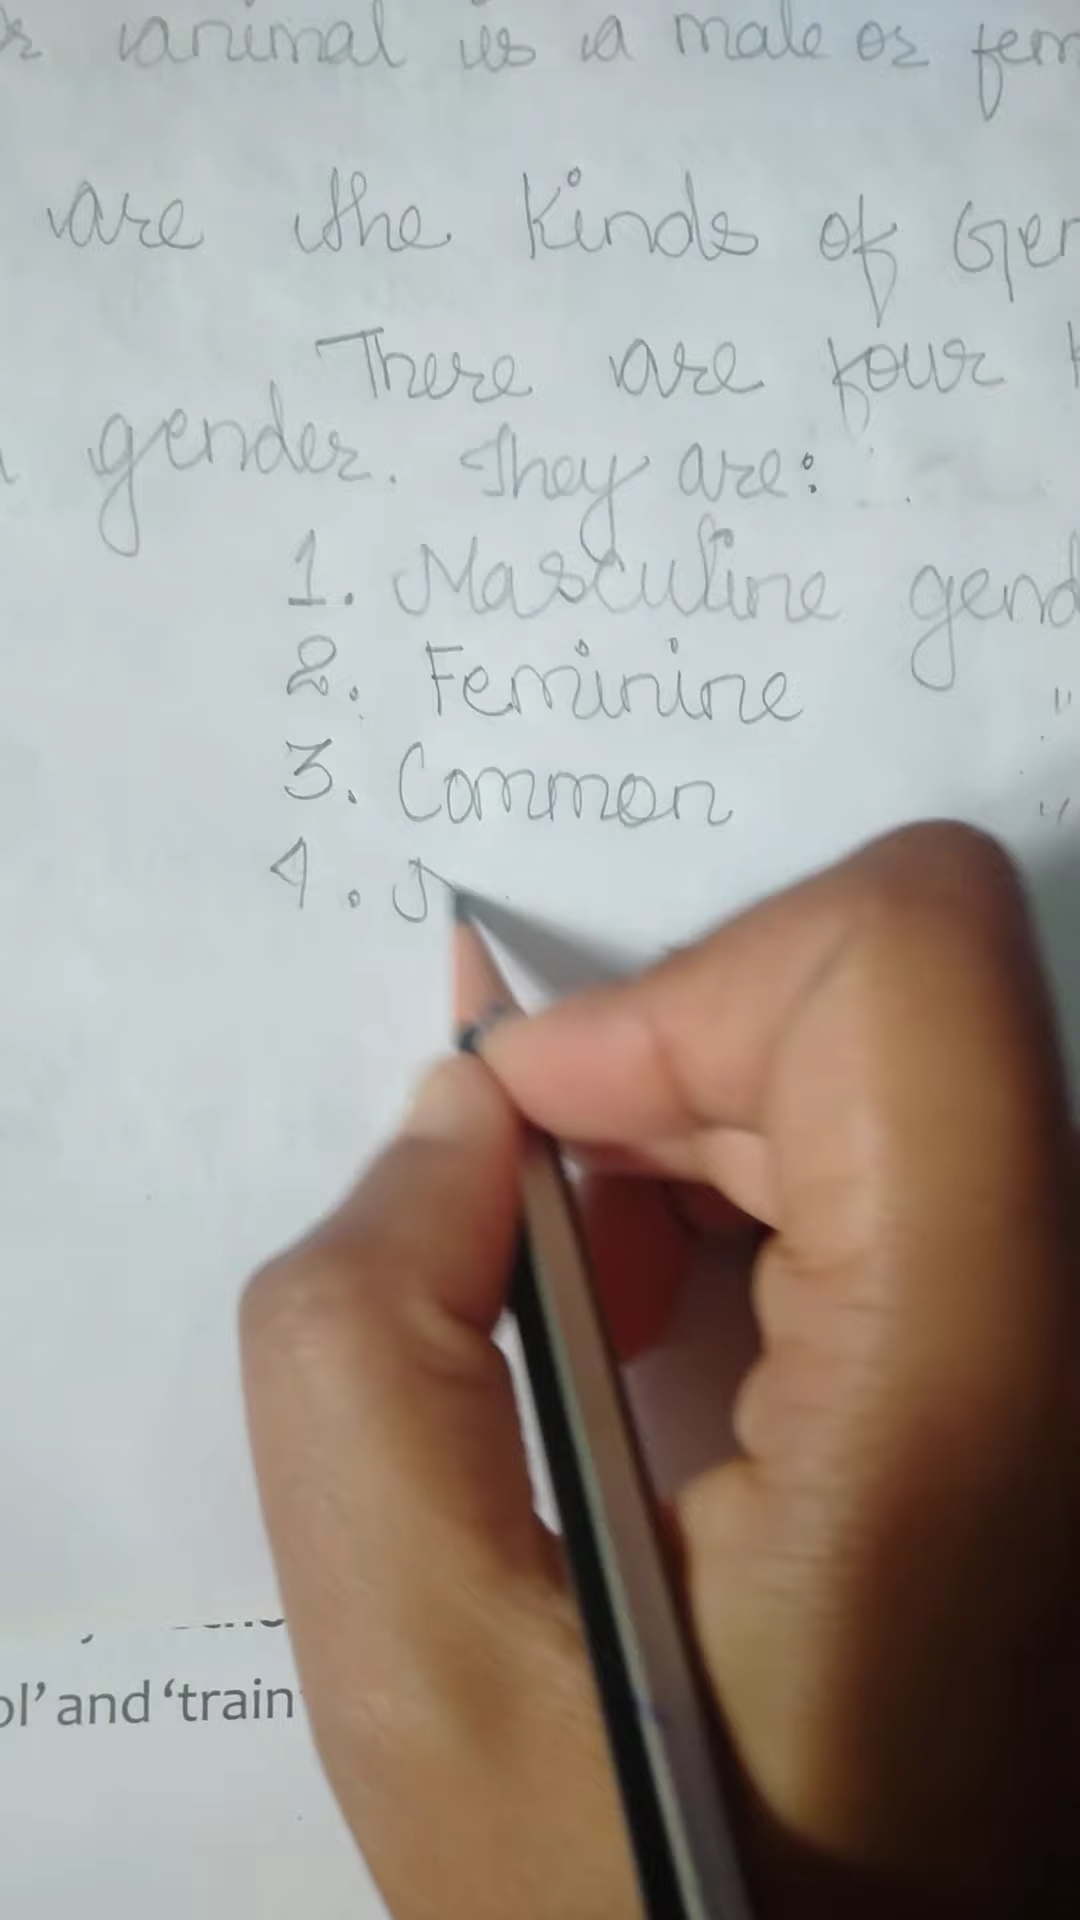 animal is a male or fem
are the Kinds of Gen
There are four
gender. They are:
1. Masculine gend
2. Feminine "
3. Common "
4.
ol' and 'train